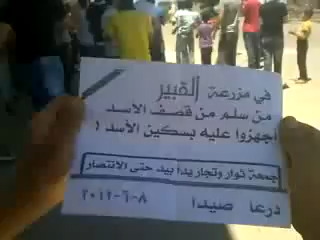 في مزرعة القبير
من سلم من قصف الاسد
أجهزوا عليه بسكين الأسد !
جمعة ثوار وتجار يدا بيد حتى الانتصار
درعا صيدا ٨-٦-٢٠١٢